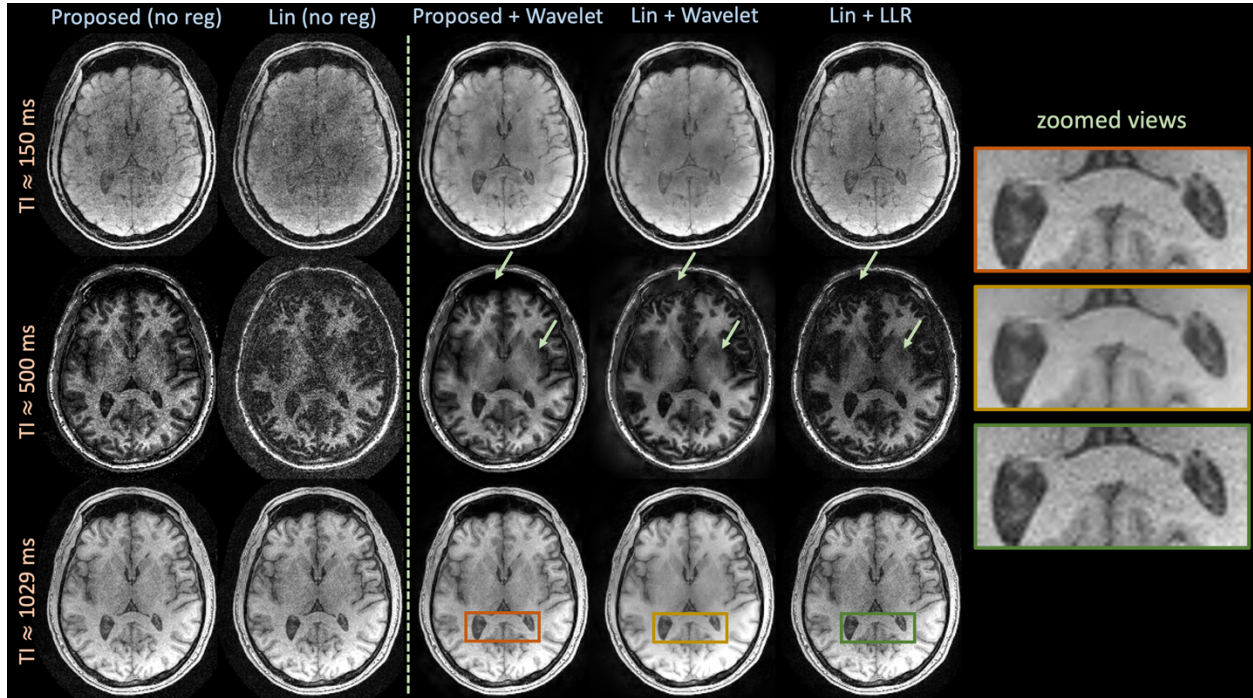 Proposed (no reg)
Lin (no reg)
Proposed + Wavelet
Lin + Wavelet
Lin + LLR
TI ≈ 150 ms
zoomed views
TI ≈ 500 ms
TI ≈ 1029 ms